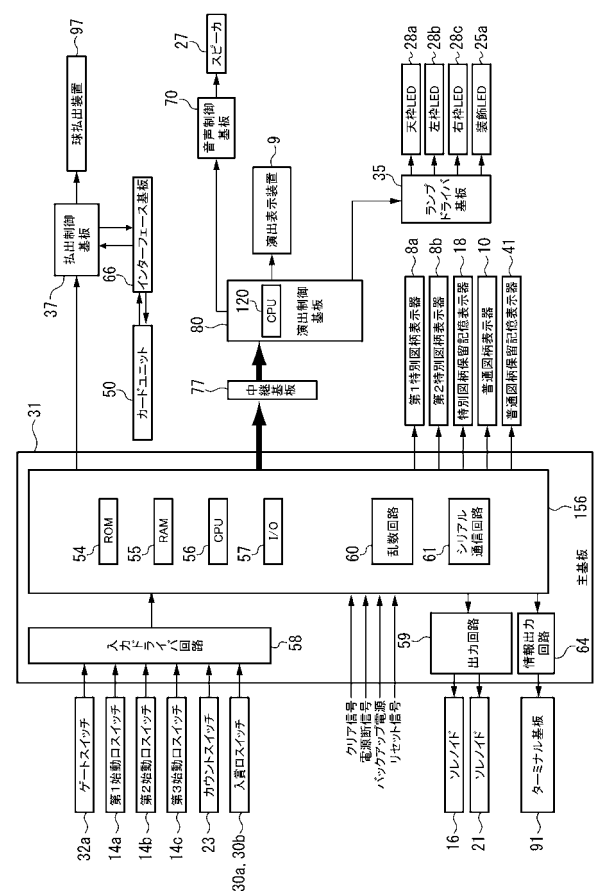 32a
ゲートスイッチ
14a
第1始動口スイッチ
14b
第2始動口スイッチ
14c
第3始動口スイッチ
23
カウントスイッチ
30a, 30b
入賞口スイッチ
入力ドライバ回路
58
31
54
ROM
55
RAM
56
CPU
57
I/O
60
乱数回路
61
シリアル
通信回路
156
主基板
クリア信号
電源断信号
バックアップ電源
リセット信号
59
出力回路
情報出力
回路
64
16
ソレノイド
21
ソレノイド
91
ターミナル基板
50
カードユニット
66
インターフェース基板
37
払出制御
基板
球払出装置
97
77
中継基板
80
120
CPU
演出制御
基板
70
音声制御
基板
27
スピーカ
9
演出表示装置
35
ランプ
ドライバ
基板
天枠LED
28a
左枠LED
28b
右枠LED
28c
装飾LED
25a
第1特別図柄表示器
8a
第2特別図柄表示器
8b
特別図柄保留記憶表示器
18
普通図柄表示器
10
普通図柄保留記憶表示器
41